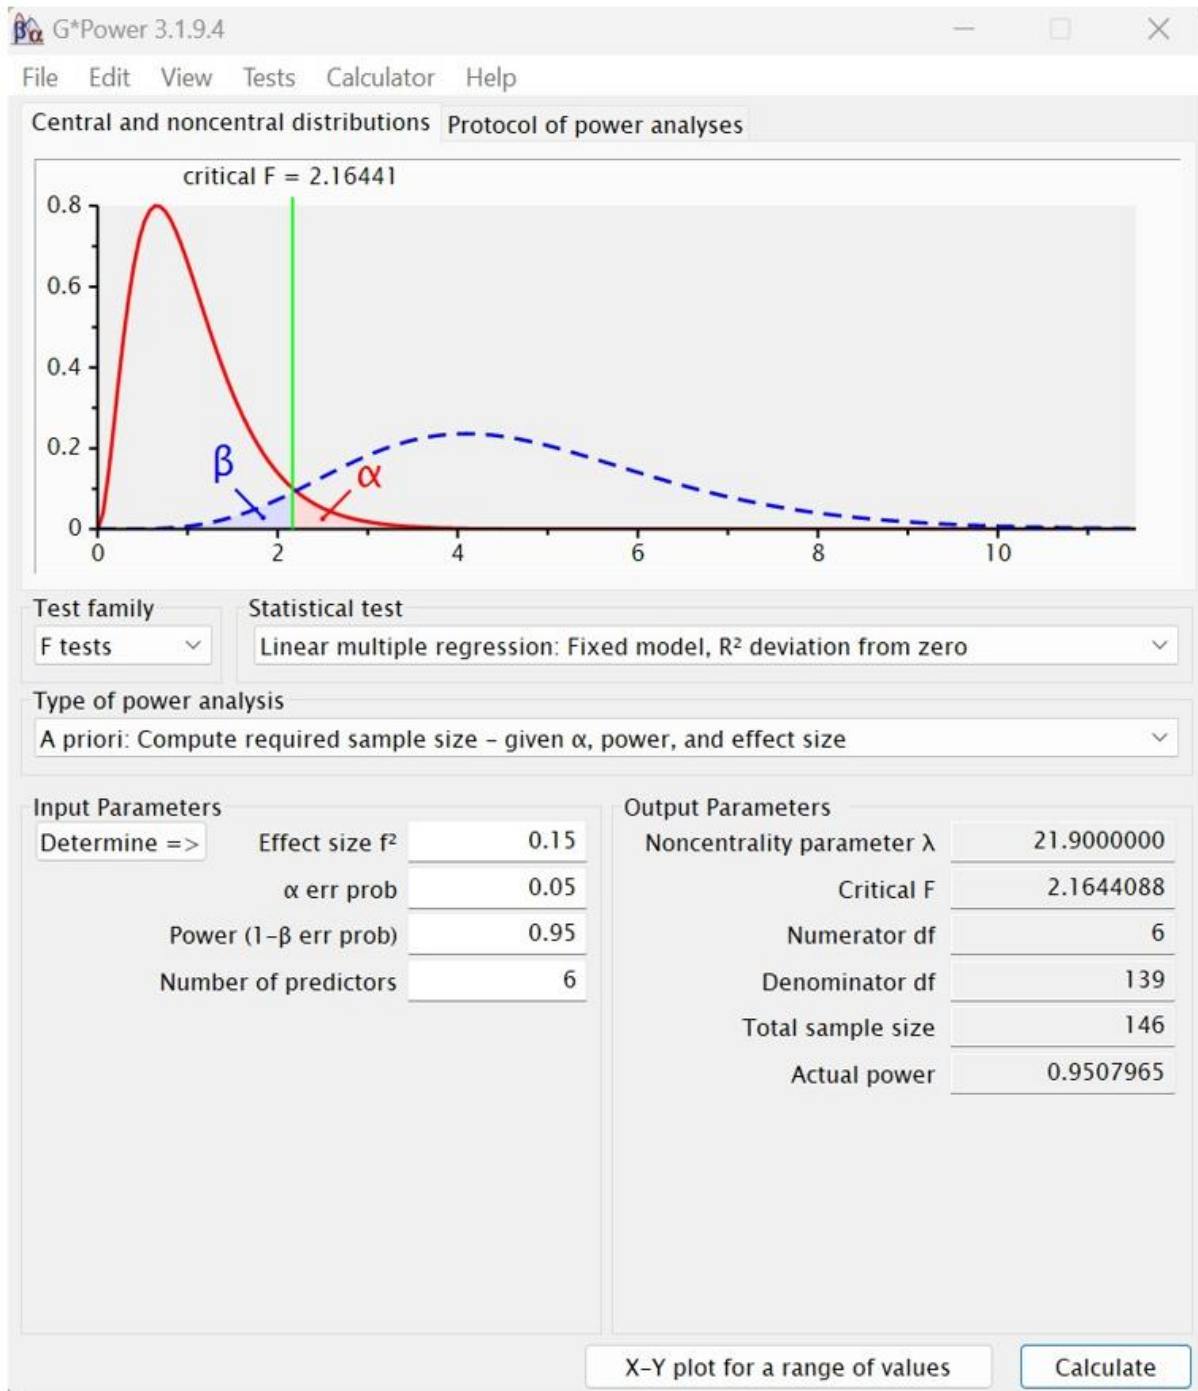 G*Power 3.1.9.4
File Edit View Tests Calculator Help
Central and noncentral distributions Protocol of power analyses
critical F = 2.16441
0.8
0.6
0.4
0.2
0
β
α
0 2 4 6 8 10
Test family Statistical test
F tests Linear multiple regression: Fixed model, R² deviation from zero
Type of power analysis
A priori: Compute required sample size – given α, power, and effect size
Input Parameters Output Parameters
Determine => Effect size f² 0.15 Noncentrality parameter λ 21.9000000
α err prob 0.05 Critical F 2.1644088
Power (1–β err prob) 0.95 Numerator df 6
Number of predictors 6 Denominator df 139
Total sample size 146
Actual power 0.9507965
X–Y plot for a range of values Calculate